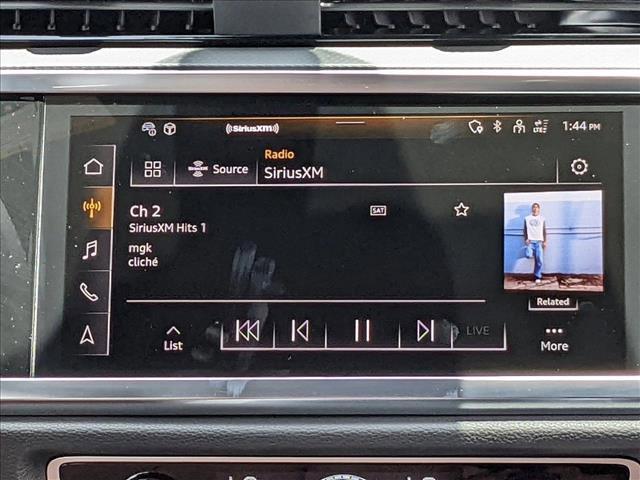 ((SiriusXM))
LTE
1:44 PM
Source
Radio
SiriusXM
Ch 2
SAT
SiriusXM Hits 1
mgk
cliché
Related
List
LIVE
More